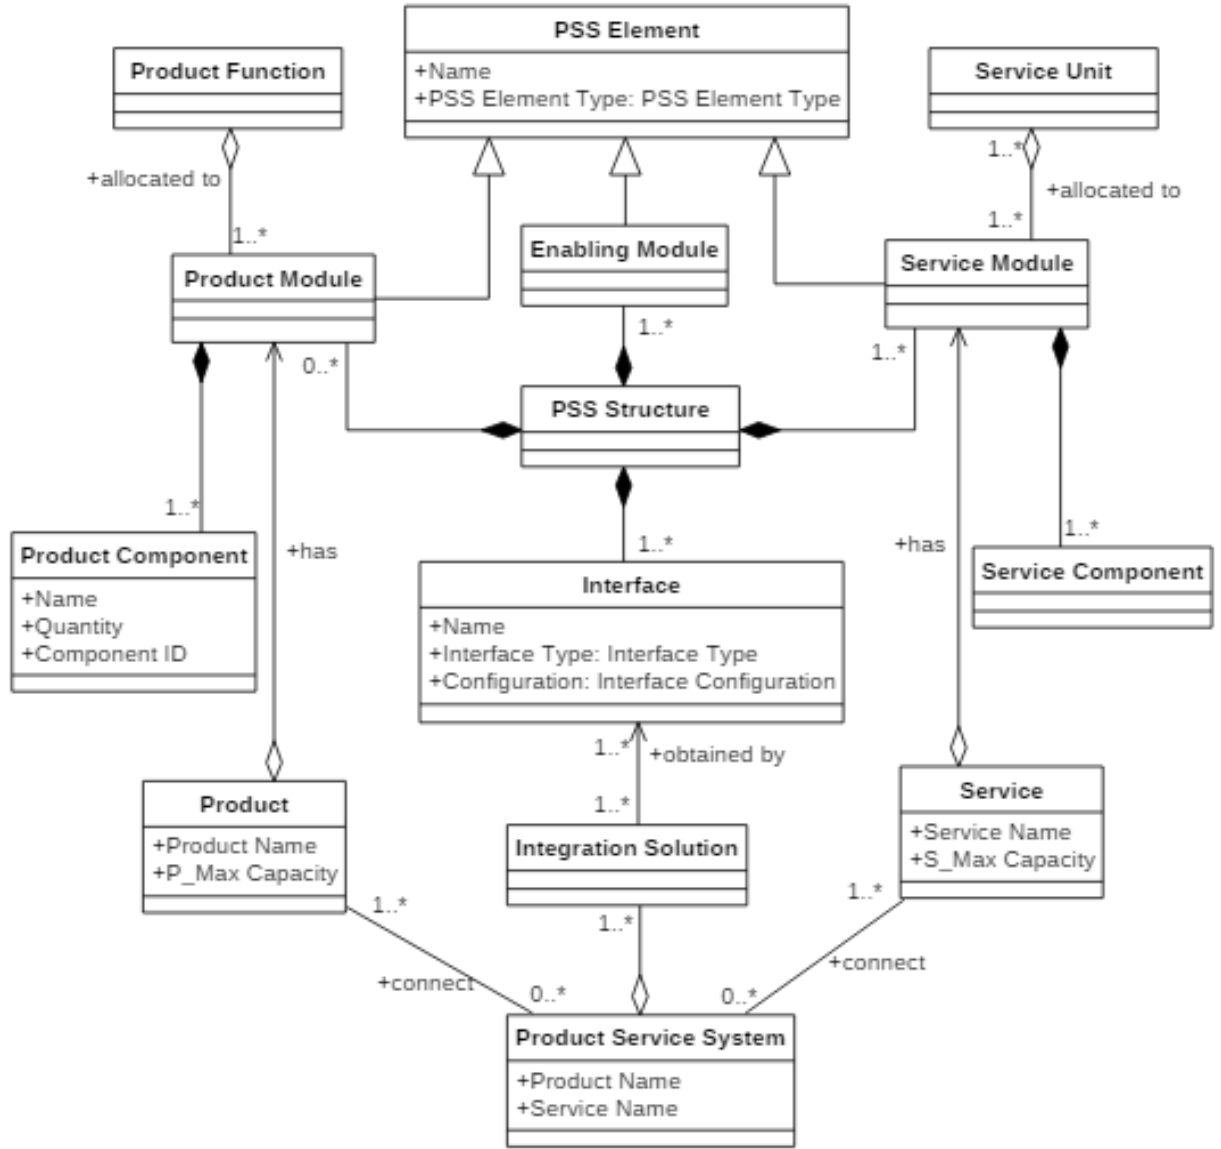 PSS Element
+Name
+PSS Element Type: PSS Element Type
Product Function
Service Unit
1..*
+allocated to
+allocated to
1..*
1..*
Enabling Module
Product Module
Service Module
1..*
0..*
1..*
PSS Structure
1..*
1..*
1..*
+has
+has
Product Component
+Name
+Quantity
+Component ID
Interface
+Name
+Interface Type: Interface Type
+Configuration: Interface Configuration
Service Component
1..*
+obtained by
1..*
Product
+Product Name
+P_Max Capacity
Integration Solution
Service
+Service Name
+S_Max Capacity
1..*
1..*
1..*
+connect
+connect
0..*
0..*
Product Service System
+Product Name
+Service Name